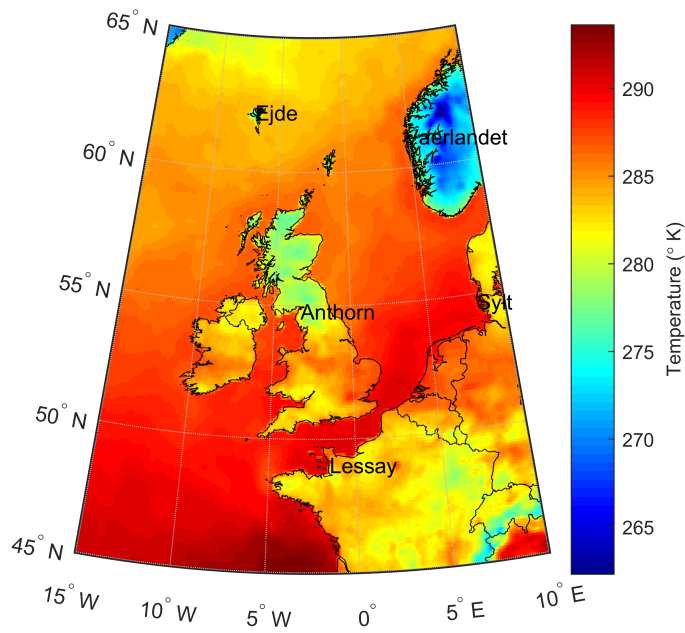 65° N
60° N
55° N
50° N
45° N
15° W
10° W
5° W
0°
5° E
10° E
Ejde
Vaerlandet
Anthorn
Sylt
Lessay
290
285
280
275
270
265
Temperature (° K)